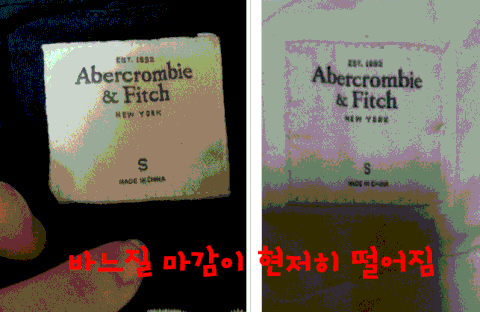 EST. 1892
Abercrombie
& Fitch
NEW YORK
S
MADE IN CHINA
EST. 1892
Abercrombie
& Fitch
NEW YORK
S
MADE IN CHINA
바느질 마감이 현저히 떨어짐